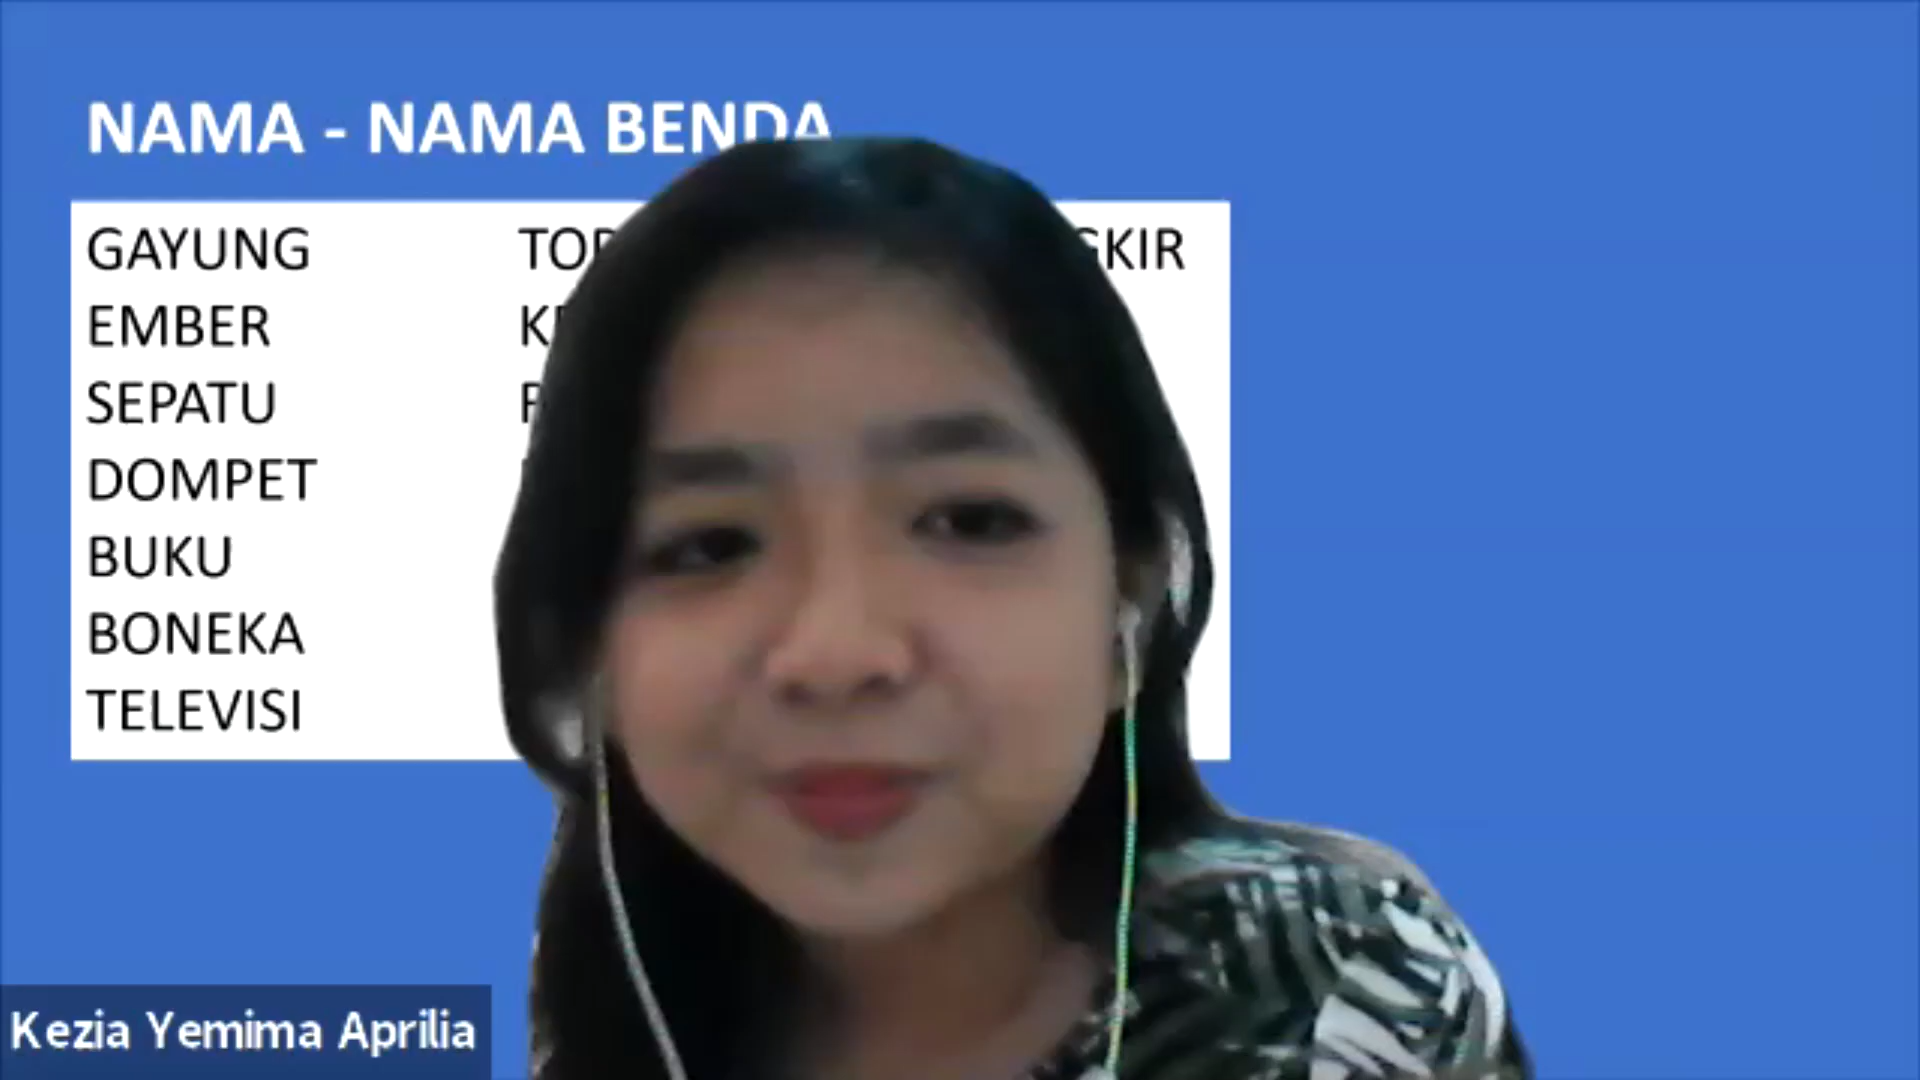 NAMA - NAMA BENDA
GAYUNG
EMBER
SEPATU
DOMPET
BUKU
BONEKA
TELEVISI
Kezia Yemima Aprilia